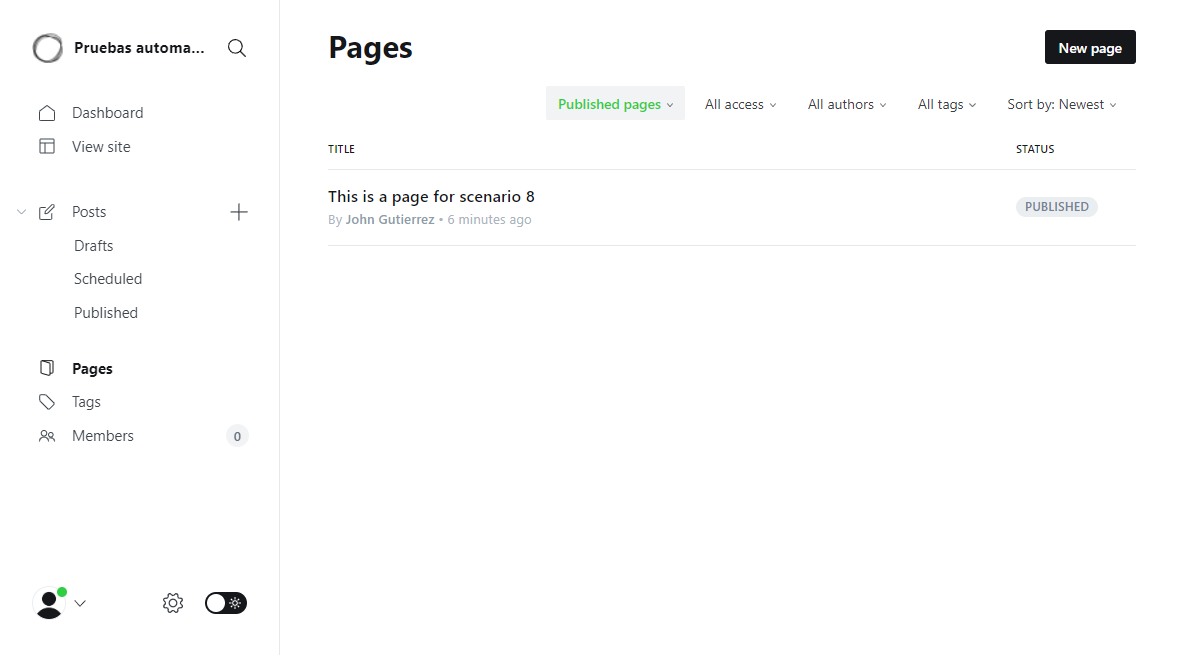 Pruebas automa...
Dashboard
View site
Posts
Drafts
Scheduled
Published
Pages
Tags
Members 0
Pages
New page
Published pages All access All authors All tags Sort by: Newest
TITLE STATUS
This is a page for scenario 8
By John Gutierrez • 6 minutes ago
PUBLISHED